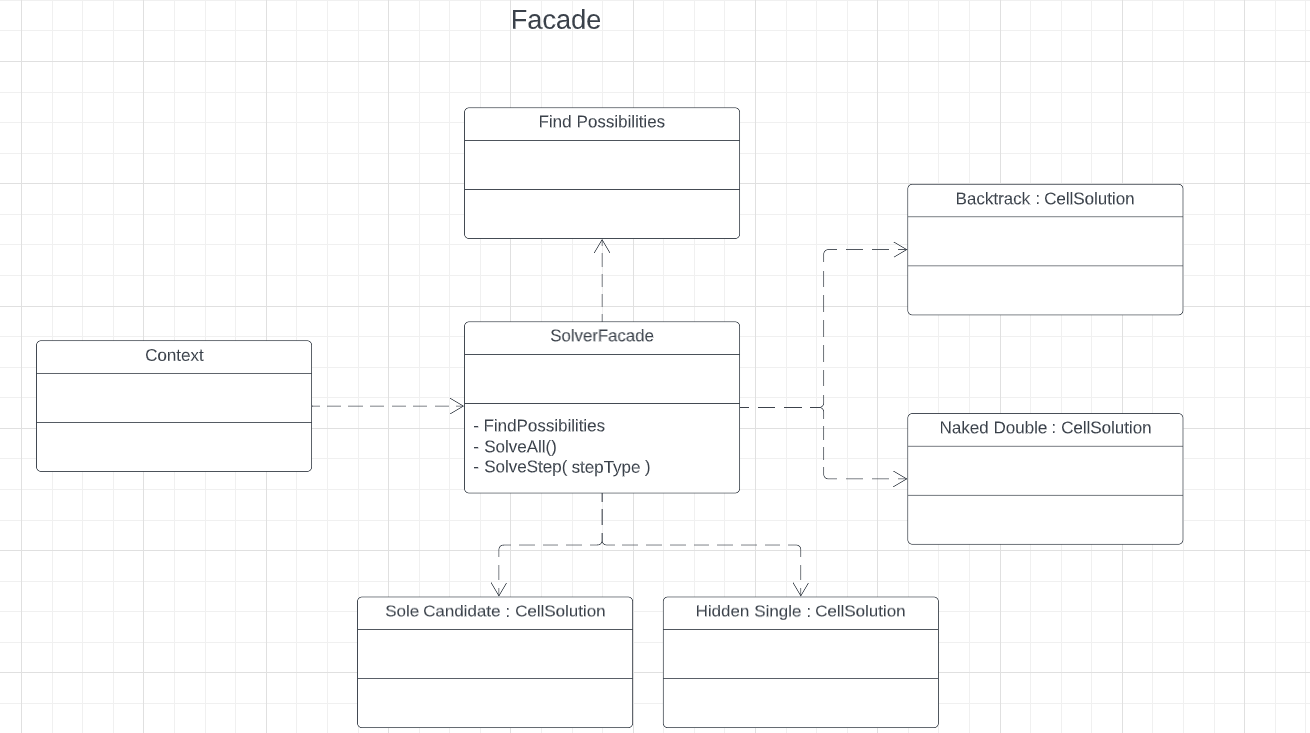 Facade
Find Possibilities
Backtrack : CellSolution
SolverFacade
Context
- FindPossibilities
- SolveAll()
- SolveStep( stepType )
Naked Double : CellSolution
Sole Candidate : CellSolution
Hidden Single : CellSolution